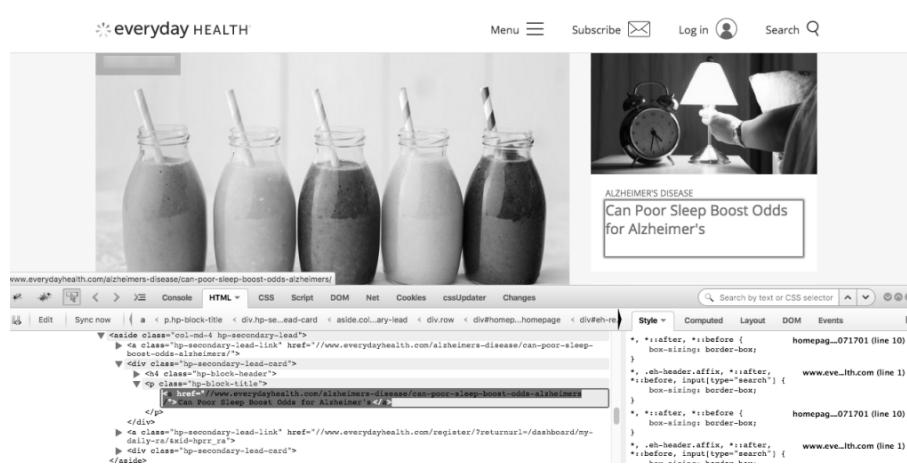 everyday HEALTH
Menu Subscribe Log in Search
ALZHEIMER'S DISEASE
Can Poor Sleep Boost Odds
for Alzheimer's
www.everydayhealth.com/alzheimers-disease/can-poor-sleep-boost-odds-alzheimers/
Console HTML CSS Script DOM Net Cookies cssUpdater Changes
Search by text or CSS selector
Edit Sync now a < p.hp-block-title < div.hp-se...ead-card < aside.col...ary-lead < div.row < div#homep...homepage < div#eh-re
Style Computed Layout DOM Events
<aside class="col-md-4 hp-secondary-lead">
<a class="hp-secondary-lead-link" href="//www.everydayhealth.com/alzheimers-disease/can-poor-sleep-
boost-odds-alzheimers/">
<div class="hp-secondary-lead-card">
<h4 class="hp-block-header">
<p class="hp-block-title">
<a href="//www.everydayhealth.com/alzheimers-disease/can-poor-sleep-boost-odds-alzheimers
/">Can Poor Sleep Boost Odds for Alzheimer's</a>
</p>
</div>
<a class="hp-secondary-lead-link" href="//www.everydayhealth.com/register/?returnurl=/dashboard/my-
daily-ra/&xid=hprr_ra">
<div class="hp-secondary-lead-card">
</aside>
*, *::after, *::before { homepag....071701 (line 10)
box-sizing: border-box;
}
*, .eh-header.affix, *::after, www.eve...lth.com (line 1)
*::before, input[type="search"] {
box-sizing: border-box;
}
*, *::after, *::before { homepag....071701 (line 10)
box-sizing: border-box;
}
*, .eh-header.affix, *::after, www.eve...lth.com (line 1)
*::before, input[type="search"] {
box-sizing: border-box;